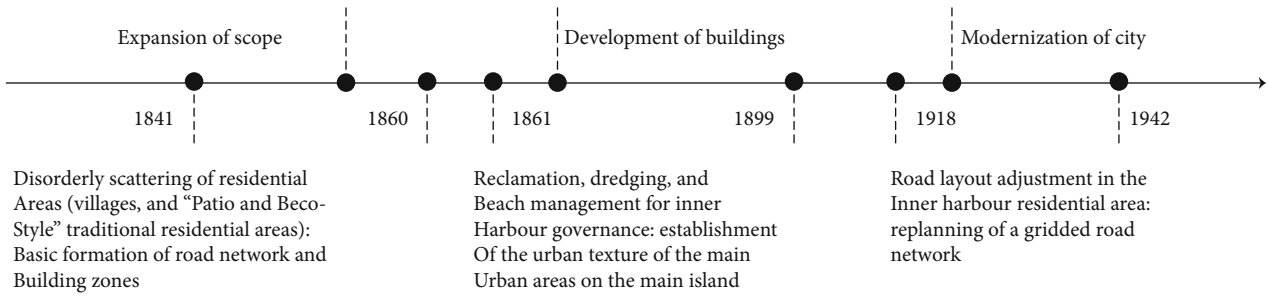 Expansion of scope
Development of buildings
Modernization of city
1841
1860
1861
1899
1918
1942
Disorderly scattering of residential
Areas (villages, and “Patio and Beco-
Style” traditional residential areas):
Basic formation of road network and
Building zones
Reclamation, dredging, and
Beach management for inner
Harbour governance: establishment
Of the urban texture of the main
Urban areas on the main island
Road layout adjustment in the
Inner harbour residential area:
replanning of a gridded road
network